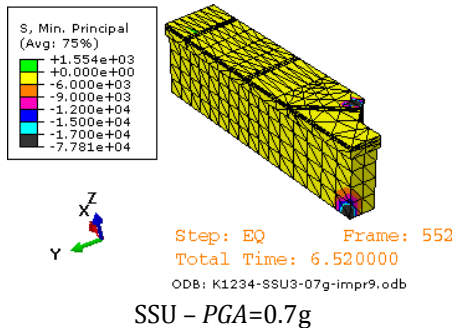 S, Min. Principal
(Avg: 75%)
+1.554e+03
+0.000e+00
-6.000e+03
-9.000e+03
-1.200e+04
-1.500e+04
-1.700e+04
-7.781e+04
Z
X
Y
Step: EQ Frame: 552
Total Time: 6.520000
ODB: K1234-SSU3-07g-impr9.odb
SSU – PGA=0.7g